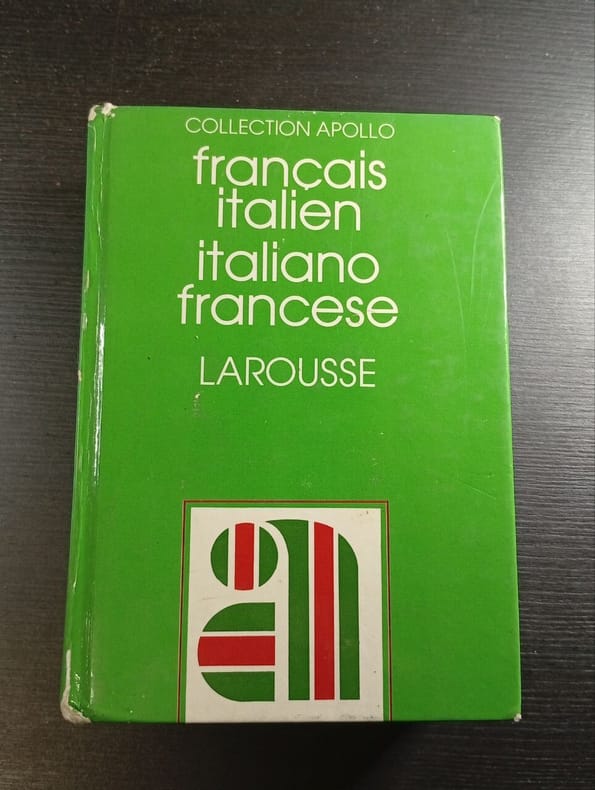 COLLECTION APOLLO
français
italien
italiano
francese
LAROUSSE
a